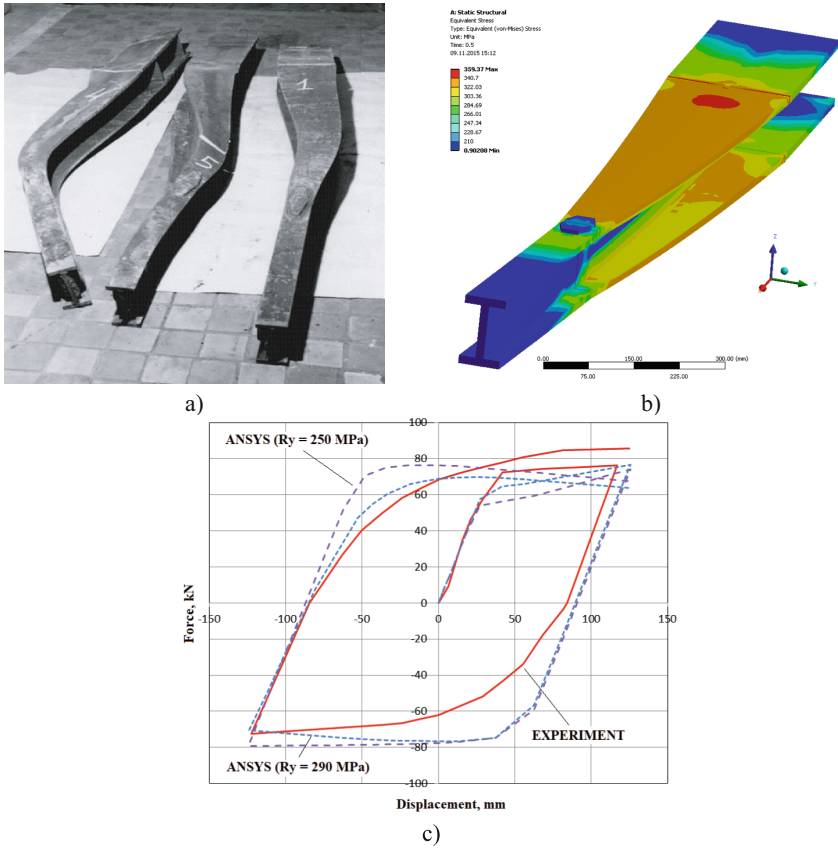 4
5
1
a)
A: Static Structural
Equivalent Stress
Type: Equivalent (von-Mises) Stress
Unit: MPa
Time: 0.5
09.11.2015 15:12
359.37 Max
340.7
322.03
303.36
284.69
266.01
247.34
228.67
210
0.90208 Min
Z
Y
0.00 150.00 300.00 (mm)
75.00 225.00
b)
ANSYS (Ry = 250 MPa)
100
80
60
40
20
0
-150 -100 -50 0 50 100 150
-20
-40
-60
-80
-100
Force, kN
EXPERIMENT
ANSYS (Ry = 290 MPa)
Displacement, mm
c)